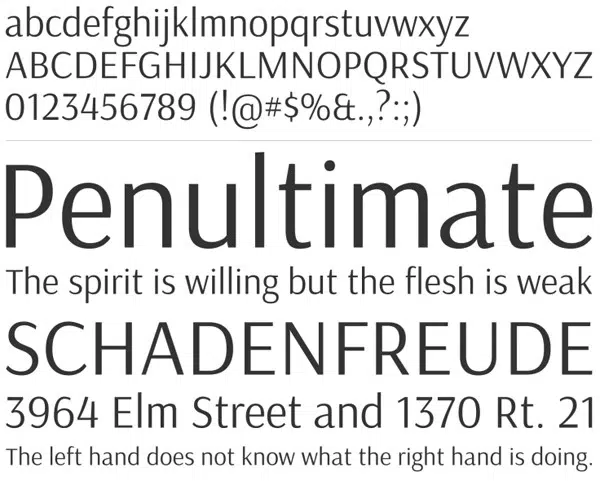 abcdefghijklmnopqrstuvwxyz
ABCDEFGHIJKLMNOPQRSTUVWXYZ
0123456789 (!@#$%&.,?:;)
Penultimate
The spirit is willing but the flesh is weak
SCHADENFREUDE
3964 Elm Street and 1370 Rt. 21
The left hand does not know what the right hand is doing.